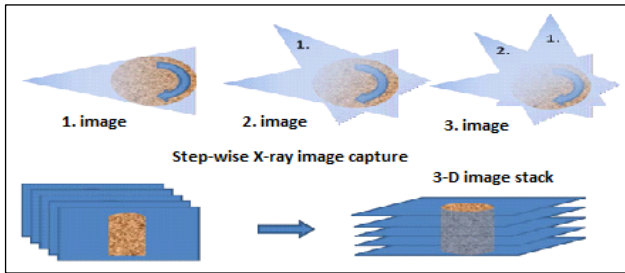 1.
1.
2.
1. image
2. image
3. image
Step-wise X-ray image capture
3-D image stack